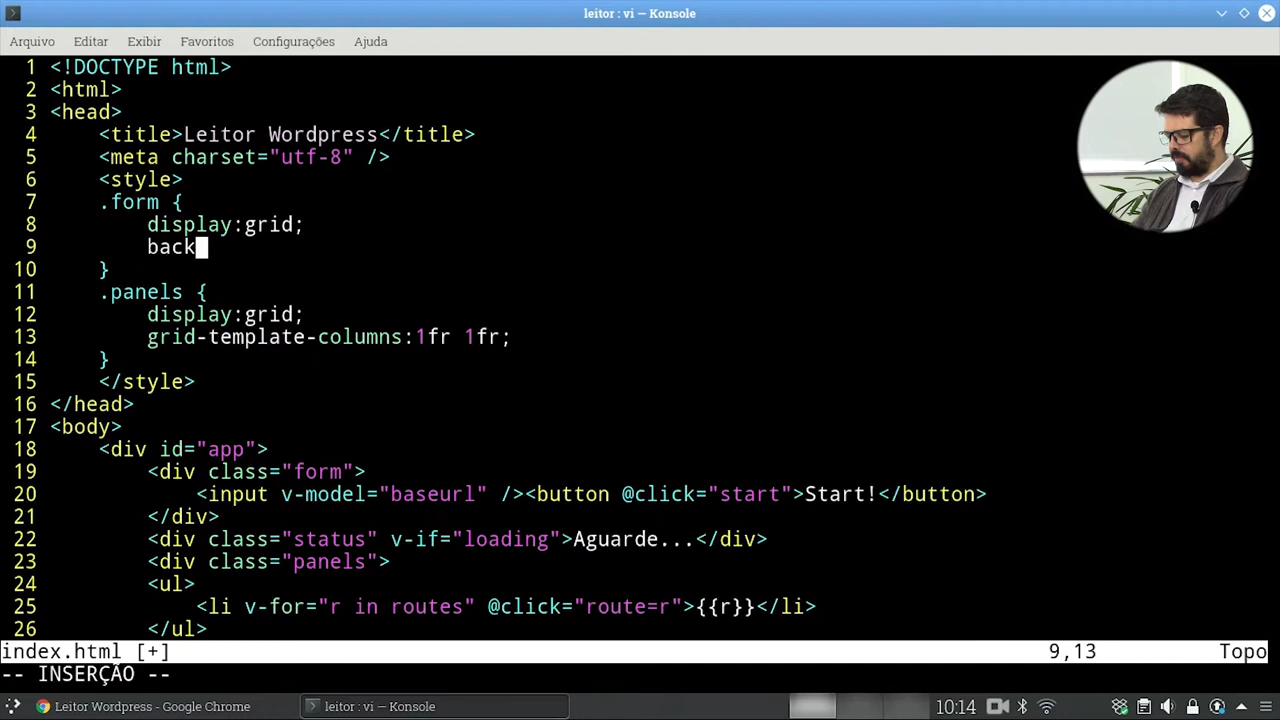 leitor : vi — Konsole
Arquivo Editar Exibir Favoritos Configurações Ajuda
1 <!DOCTYPE html>
2 <html>
3 <head>
4 <title>Leitor Wordpress</title>
5 <meta charset="utf-8" />
6 <style>
7 .form {
8 display:grid;
9 back
10 }
11 .panels {
12 display:grid;
13 grid-template-columns:1fr 1fr;
14 }
15 </style>
16 </head>
17 <body>
18 <div id="app">
19 <div class="form">
20 <input v-model="baseurl" /><button @click="start">Start!</button>
21 </div>
22 <div class="status" v-if="loading">Aguarde...</div>
23 <div class="panels">
24 <ul>
25 <li v-for="r in routes" @click="route=r">{{r}}</li>
26 </ul>
index.html [+] 9,13 Topo
-- INSERÇÃO --
Leitor Wordpress - Google Chrome leitor : vi — Konsole 10:14